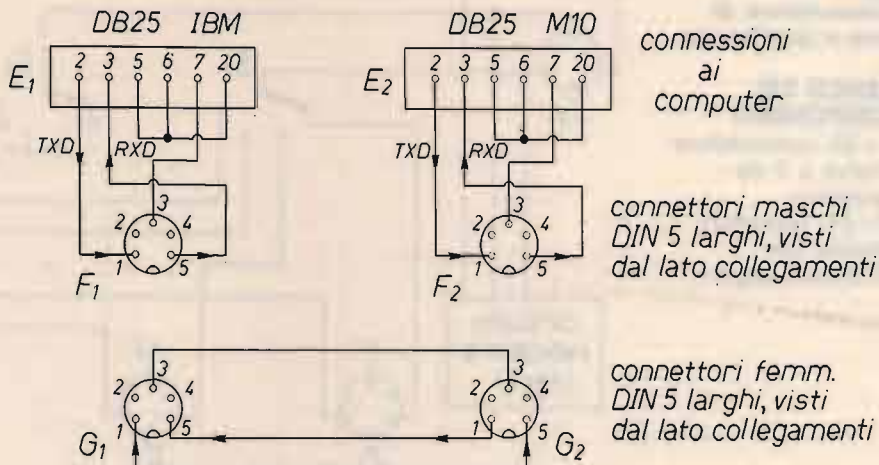 DB25 IBM
DB25 M10
connessioni
ai
computer
E1
2 3 5 6 7 20
E2
2 3 5 6 7 20
TXD
RXD
TXD
RXD
3
2 4
1 5
F1
3
2 4
1 5
F2
connettori maschi
DIN 5 larghi, visti
dal lato collegamenti
3
2 4
1 5
G1
3
2 4
1 5
G2
connettori femm.
DIN 5 larghi, visti
dal lato collegamenti